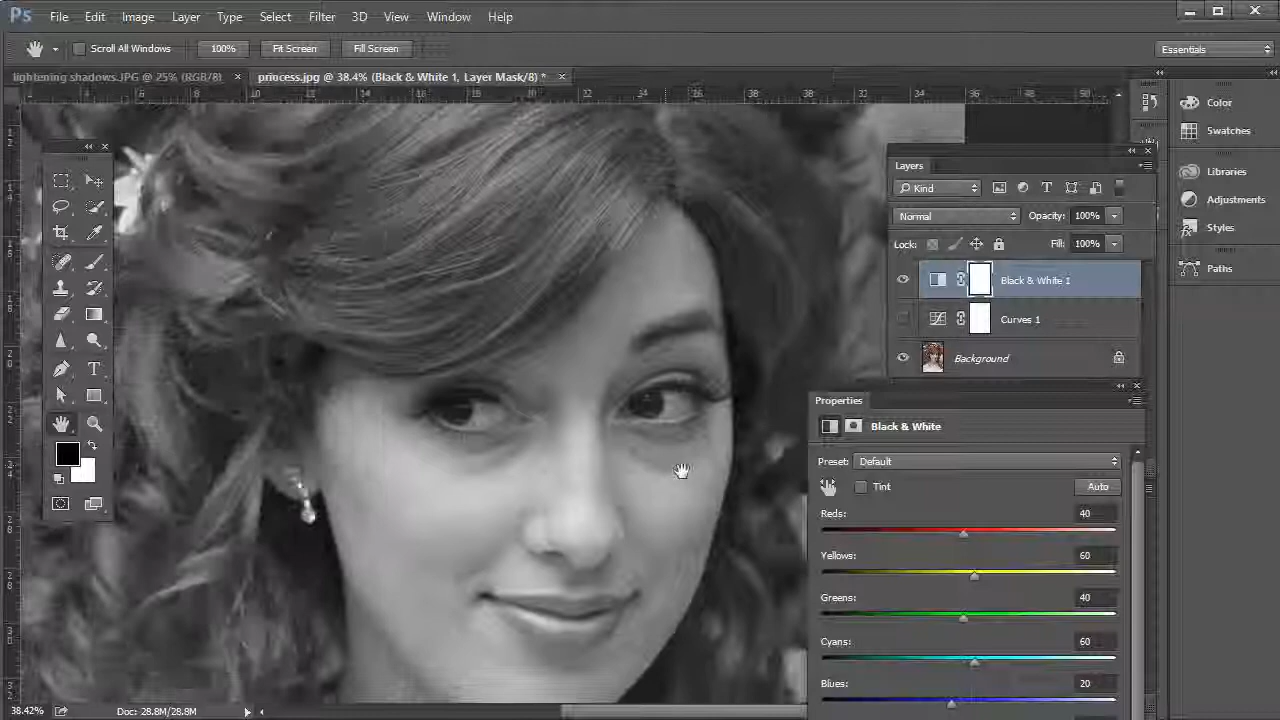 Ps File Edit Image Layer Type Select Filter 3D View Window Help
Scroll All Windows 100% Fit Screen Fill Screen Essentials
lightening shadows.JPG @ 25% (RGB/8) × princess.jpg @ 38.4% (Black & White 1, Layer Mask/8) * ×
Layers
Kind
Normal Opacity: 100%
Lock: Fill: 100%
Black & White 1
Curves 1
Background
Color
Swatches
Libraries
Adjustments
Styles
Paths
Properties
Black & White
Preset: Default
Tint Auto
Reds: 40
Yellows: 60
Greens: 40
Cyans: 60
Blues: 20
38.42% Doc: 28.8M/28.8M